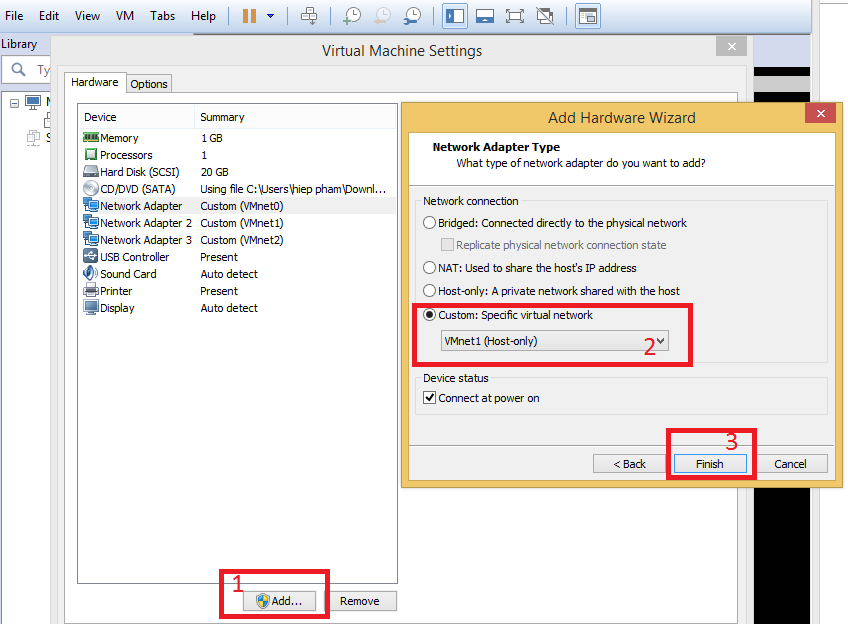 File Edit View VM Tabs Help
Library
Ty
Virtual Machine Settings
Hardware Options
Device Summary
Memory 1 GB
Processors 1
Hard Disk (SCSI) 20 GB
CD/DVD (SATA) Using file C:\Users\hiep pham\Downl...
Network Adapter Custom (VMnet0)
Network Adapter 2 Custom (VMnet1)
Network Adapter 3 Custom (VMnet2)
USB Controller Present
Sound Card Auto detect
Printer Present
Display Auto detect
1
Add... Remove
Add Hardware Wizard
Network Adapter Type
What type of network adapter do you want to add?
Network connection
Bridged: Connected directly to the physical network
Replicate physical network connection state
NAT: Used to share the host's IP address
Host-only: A private network shared with the host
Custom: Specific virtual network
VMnet1 (Host-only) 2
Device status
Connect at power on
3
< Back Finish Cancel